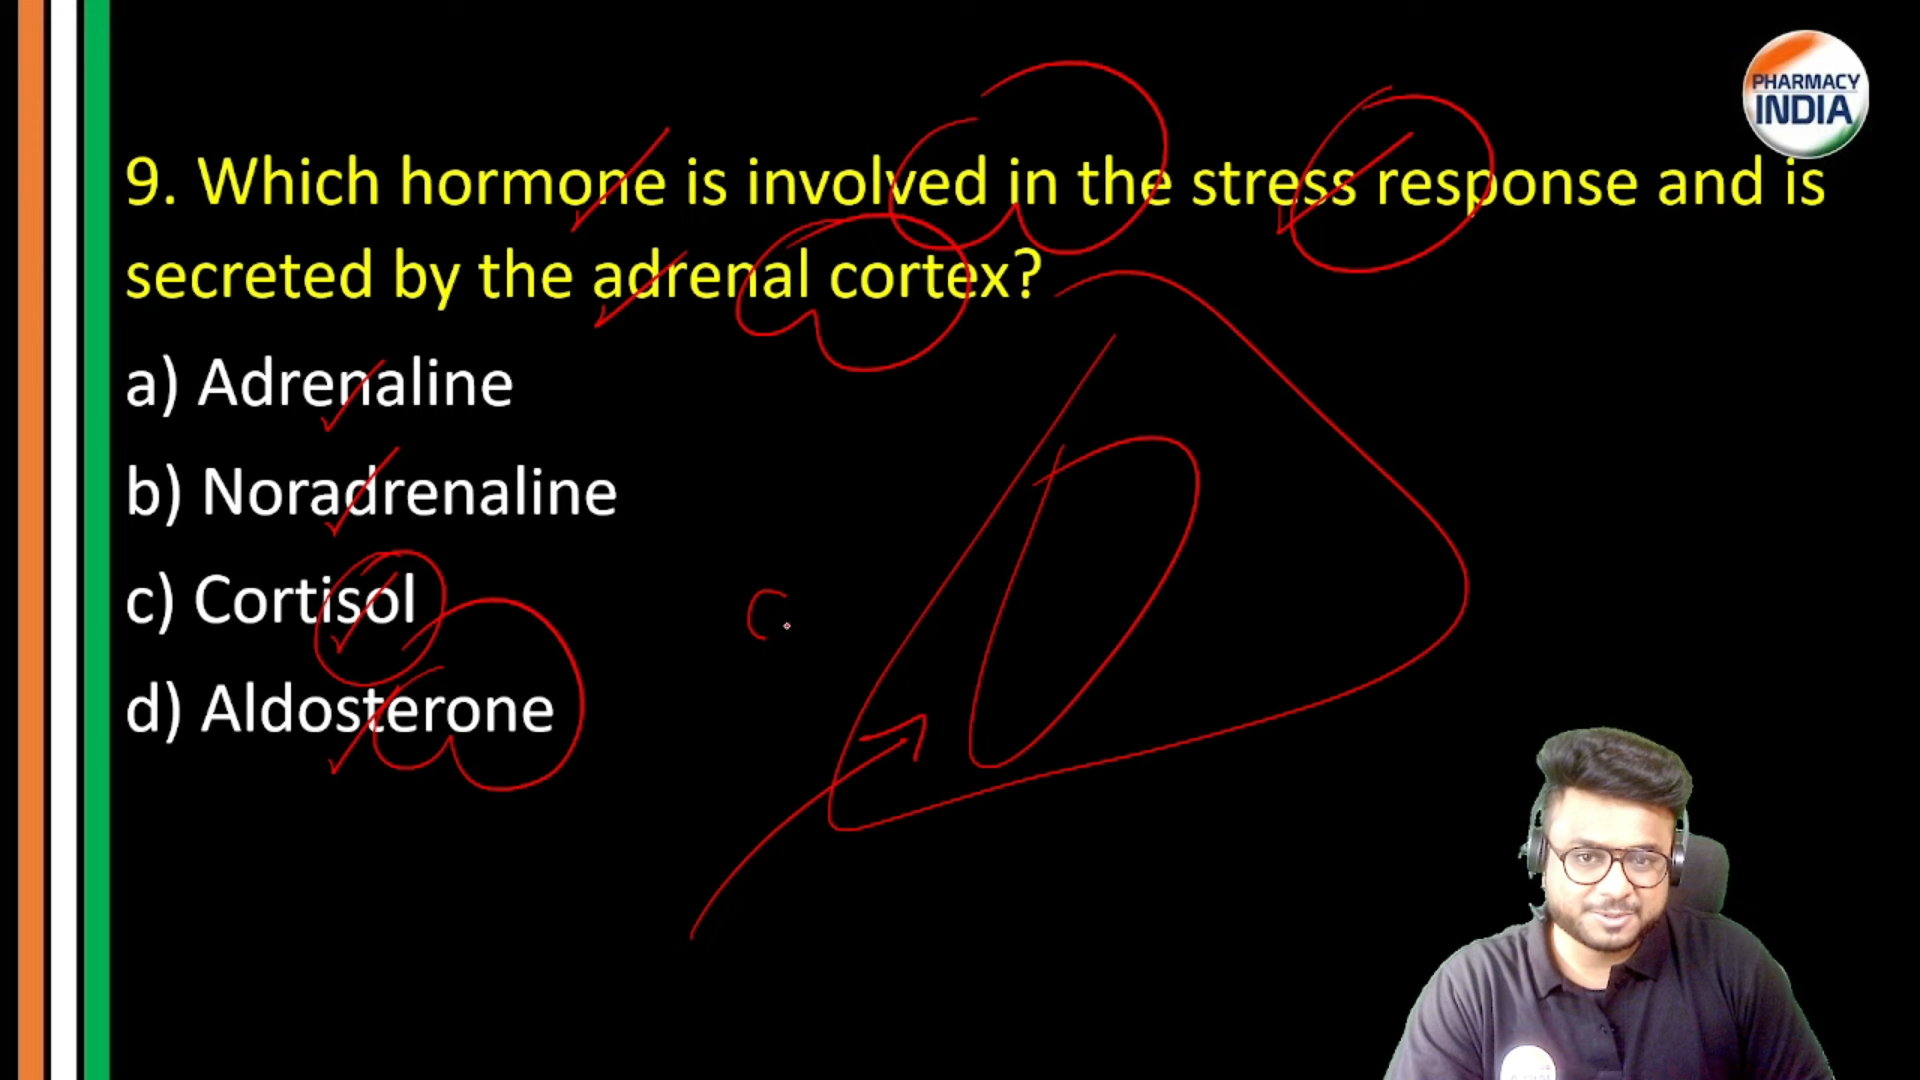 PHARMACY
INDIA
9. Which hormone is involved in the stress response and is
secreted by the adrenal cortex?
a) Adrenaline
b) Noradrenaline
c) Cortisol
d) Aldosterone